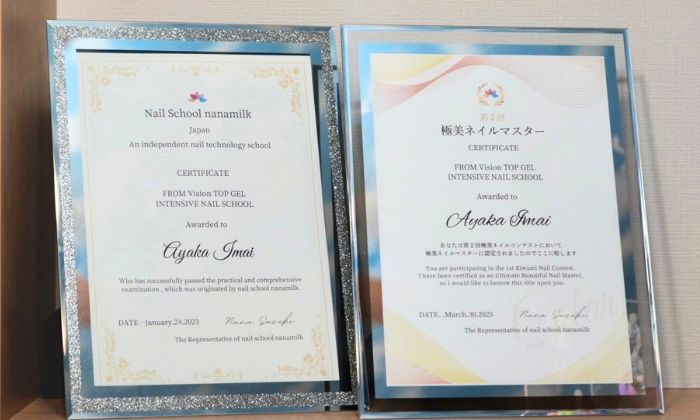 Nail School nanamilk
Japan
An independent nail technology school
CERTIFICATE
FROM Vision TOP GEL
INTENSIVE NAIL SCHOOL
Awarded to
Ayaka Imai
Who has successfully passed the practical and comprehensive
examination , which was originated by nail school nanamilk.
DATE…January.24.2023
Nana Suzuki
The Representative of nail school nanamilk
第2回
極美ネイルマスター
CERTIFICATE
FROM Vision TOP GEL
INTENSIVE NAIL SCHOOL
Awarded to
Ayaka Imai
あなたは第2回極美ネイルコンテストにおいて
極美ネイルマスターに認定されましたのでここに称します
You are participating in the 1st Kiwami Nail Contest.
I have been certified as an Ultimate Beautiful Nail Master,
so I would like to bestow this title upon you.
DATE…March.30.2025
Nana Suzuki
The Representative of nail school nanamilk